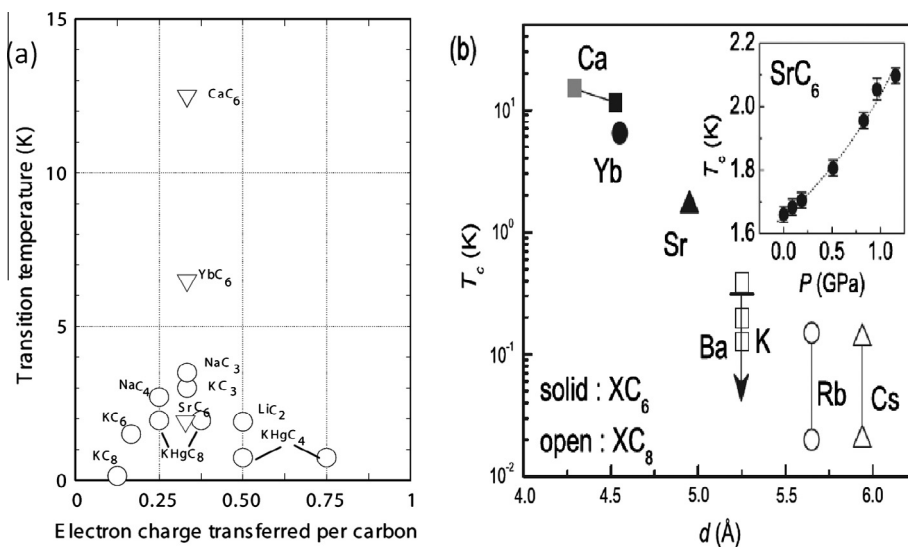 (a)
Transition temperature (K)
15
10
5
0
CaC6
YbC6
NaC3
KC3
NaC4
SrC6
LiC2
KC6
KHgC4
KHgC8
KC8
0
0.25
0.50
0.75
1
Electron charge transferred per carbon
(b)
Tc (K)
10^1
10^0
10^-1
10^-2
Ca
Yb
Sr
Ba
K
Rb
Cs
solid : XC6
open : XC8
4.0
4.5
5.0
5.5
6.0
d (Å)
SrC6
Tc (K)
2.2
2.0
1.8
1.6
0.0
0.5
1.0
P (GPa)